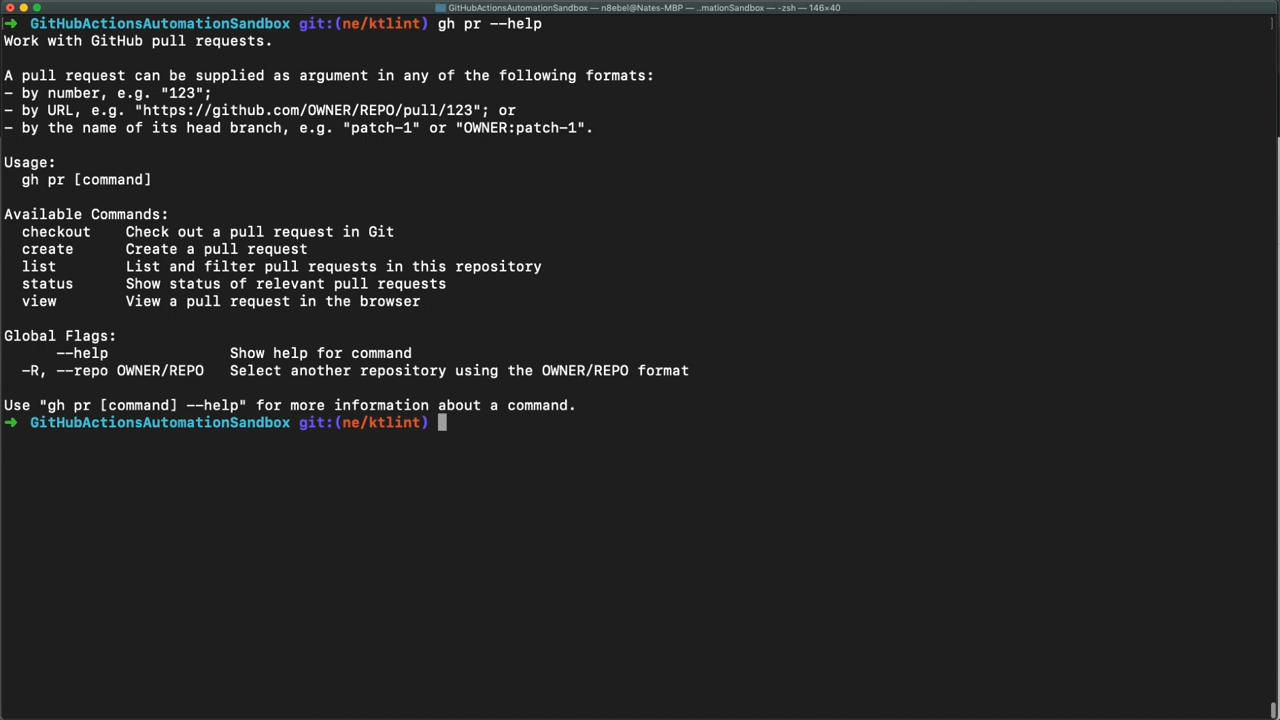 GitHubActionsAutomationSandbox — n8ebel@Nates-MBP — ..mationSandbox — -zsh — 146×40
➜ GitHubActionsAutomationSandbox git:(ne/ktlint) gh pr --help
Work with GitHub pull requests.
A pull request can be supplied as argument in any of the following formats:
- by number, e.g. "123";
- by URL, e.g. "https://github.com/OWNER/REPO/pull/123"; or
- by the name of its head branch, e.g. "patch-1" or "OWNER:patch-1".
Usage:
gh pr [command]
Available Commands:
checkout Check out a pull request in Git
create Create a pull request
list List and filter pull requests in this repository
status Show status of relevant pull requests
view View a pull request in the browser
Global Flags:
--help Show help for command
-R, --repo OWNER/REPO Select another repository using the OWNER/REPO format
Use "gh pr [command] --help" for more information about a command.
➜ GitHubActionsAutomationSandbox git:(ne/ktlint)